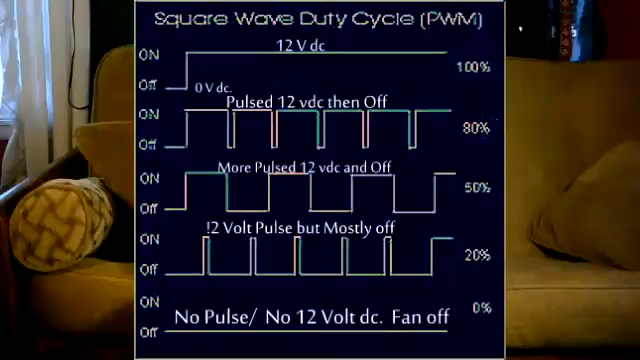 Square Wave Duty Cycle (PWM)
12 V dc
ON
100%
Off
0 V dc.
Pulsed 12 vdc then Off
ON
80%
Off
More Pulsed 12 vdc and Off
ON
50%
Off
!2 Volt Pulse but Mostly off
ON
20%
Off
ON
0%
No Pulse/ No 12 Volt dc. Fan off
Off